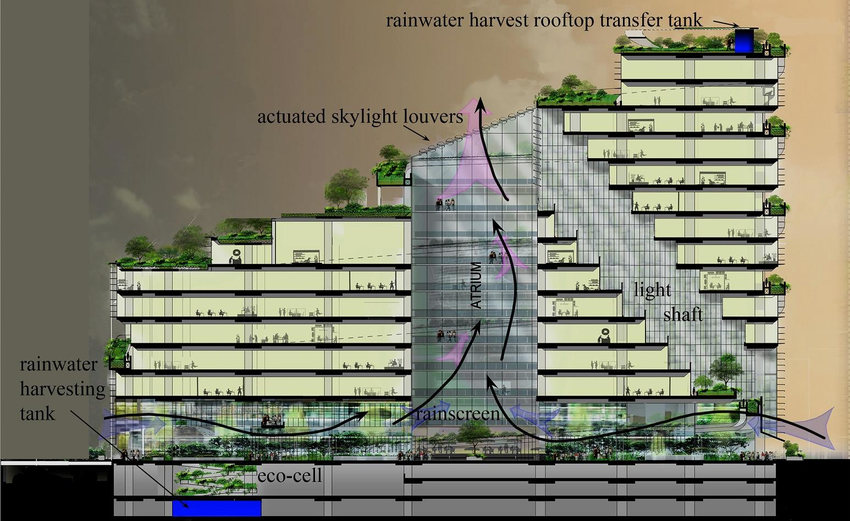 rainwater harvest rooftop transfer tank
actuated skylight louvers
ATRIUM
light
shaft
rainwater
harvesting
tank
rainscreen
eco-cell